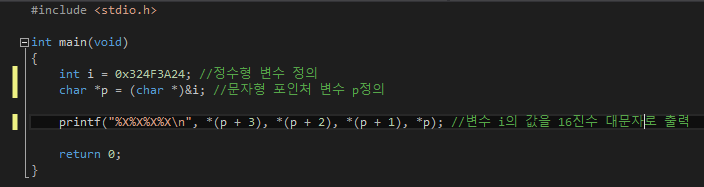 #include <stdio.h>
int main(void)
{
int i = 0x324F3A24; //정수형 변수 정의
char *p = (char *)&i; //문자형 포인처 변수 p정의
printf("%X%X%X%X\n", *(p + 3), *(p + 2), *(p + 1), *p); //변수 i의 값을 16진수 대문자로 출력
return 0;
}